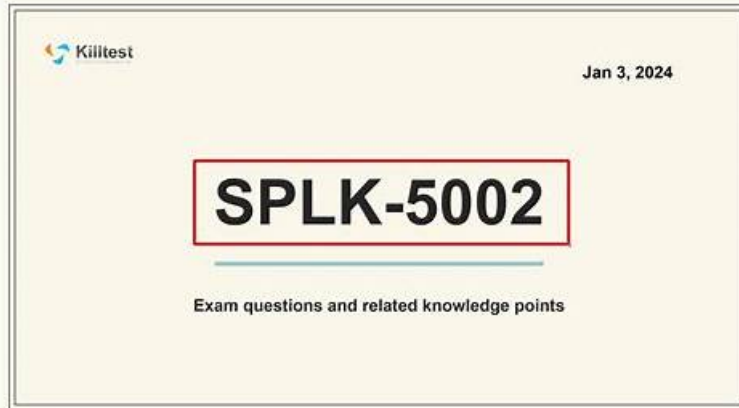 Killtest
Jan 3, 2024
SPLK-5002
Exam questions and related knowledge points